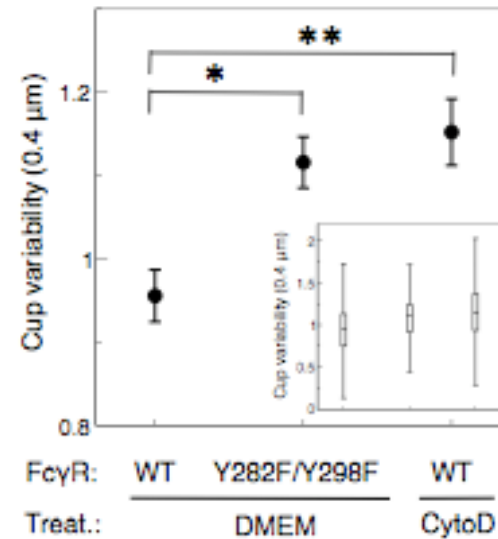 **
*
1.2
1
0.8
Cup variability (0.4 μm)
2
1.5
1
0.5
0
Cup variability (0.4 μm)
FcγR: WT Y282F/Y298F WT
Treat.: DMEM CytoD